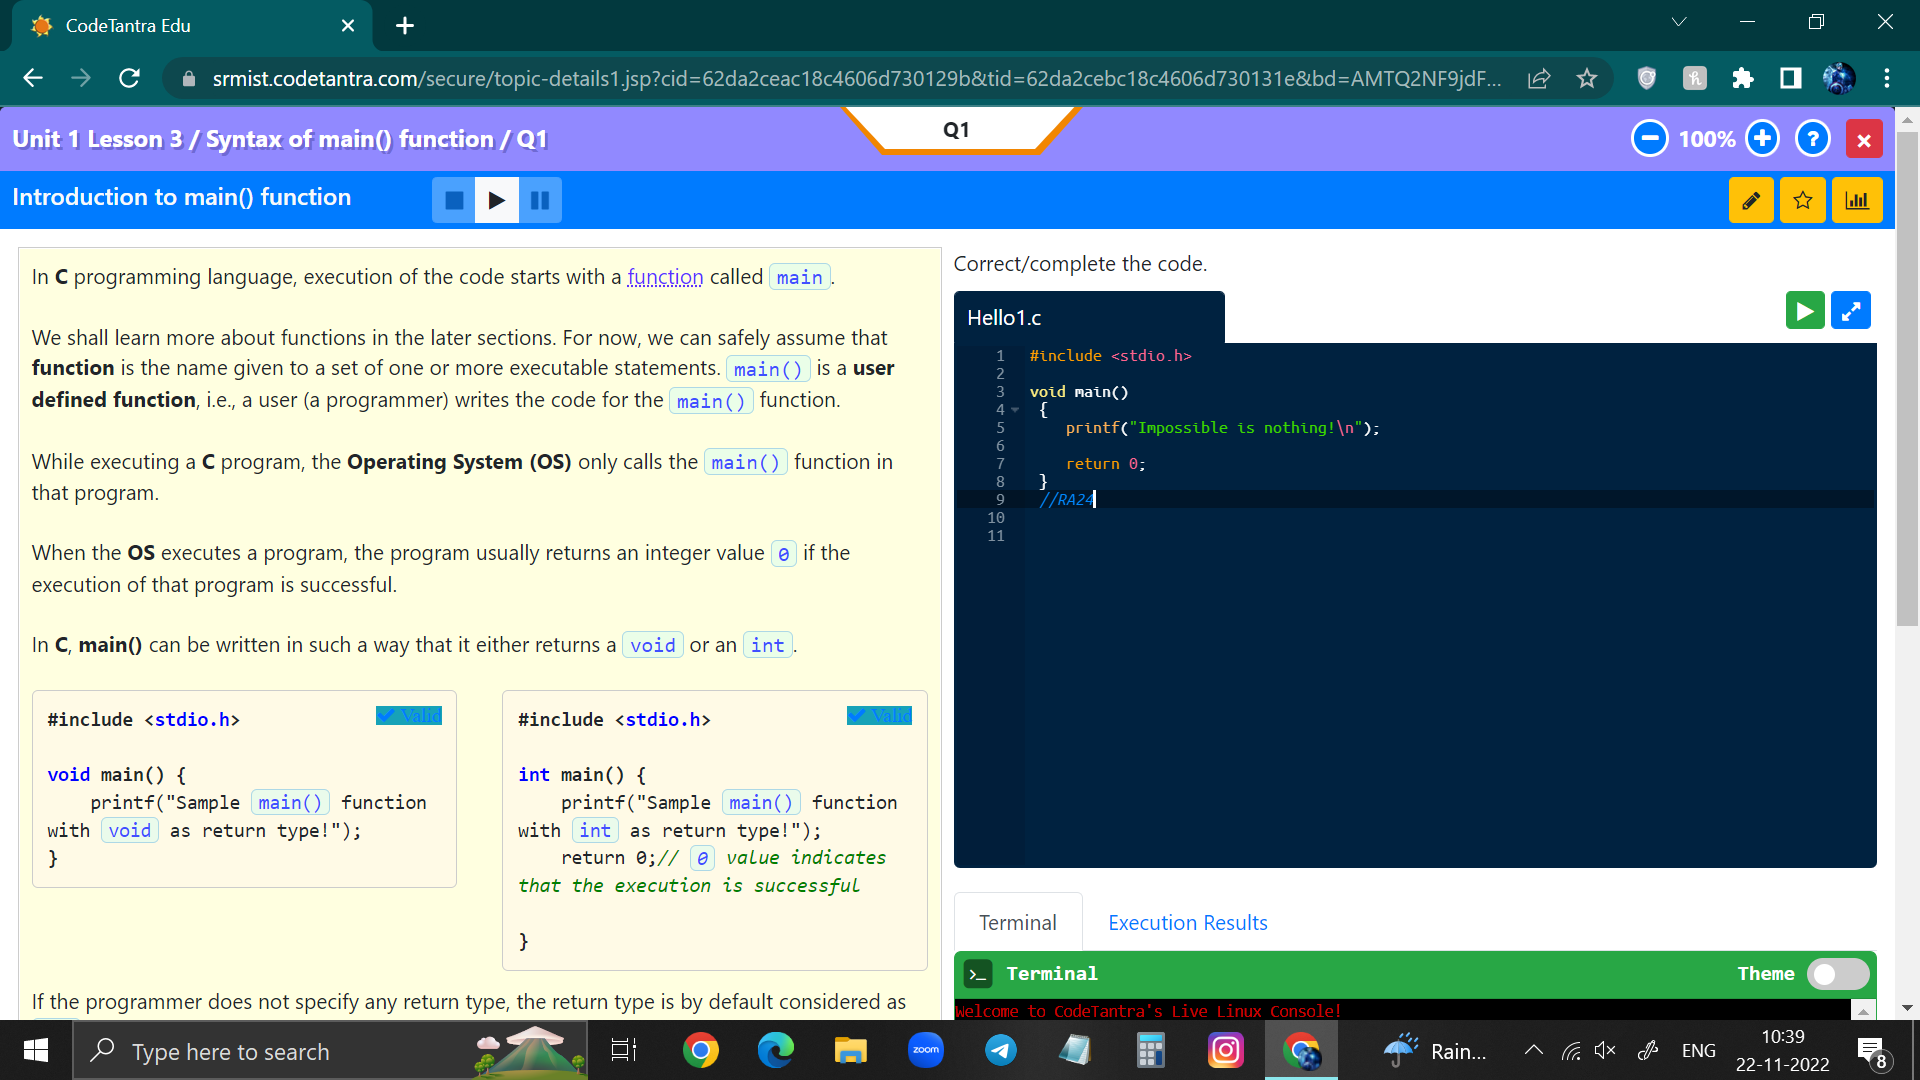 CodeTantra Edu
srmist.codetantra.com/secure/topic-details1.jsp?cid=62da2ceac18c4606d730129b&tid=62da2cebc18c4606d730131e&bd=AMTQ2NF9jdF...
Unit 1 Lesson 3 / Syntax of main() function / Q1
Q1
100%
?
Introduction to main() function
In C programming language, execution of the code starts with a function called main.
We shall learn more about functions in the later sections. For now, we can safely assume that
function is the name given to a set of one or more executable statements. main() is a user
defined function, i.e., a user (a programmer) writes the code for the main() function.
While executing a C program, the Operating System (OS) only calls the main() function in
that program.
When the OS executes a program, the program usually returns an integer value 0 if the
execution of that program is successful.
In C, main() can be written in such a way that it either returns a void or an int.
#include <stdio.h> Valid
void main() {
printf("Sample main() function
with void as return type!");
}
#include <stdio.h> Valid
int main() {
printf("Sample main() function
with int as return type!");
return 0;// 0 value indicates
that the execution is successful
}
If the programmer does not specify any return type, the return type is by default considered as
Correct/complete the code.
Hello1.c
1 #include <stdio.h>
2
3 void main()
4 {
5 printf("Impossible is nothing!\n");
6
7 return 0;
8 }
9 //RA24
10
11
Terminal Execution Results
Terminal Theme
Welcome to CodeTantra's Live Linux Console!
Type here to search
zoom
Rain...
ENG
10:39
22-11-2022
8